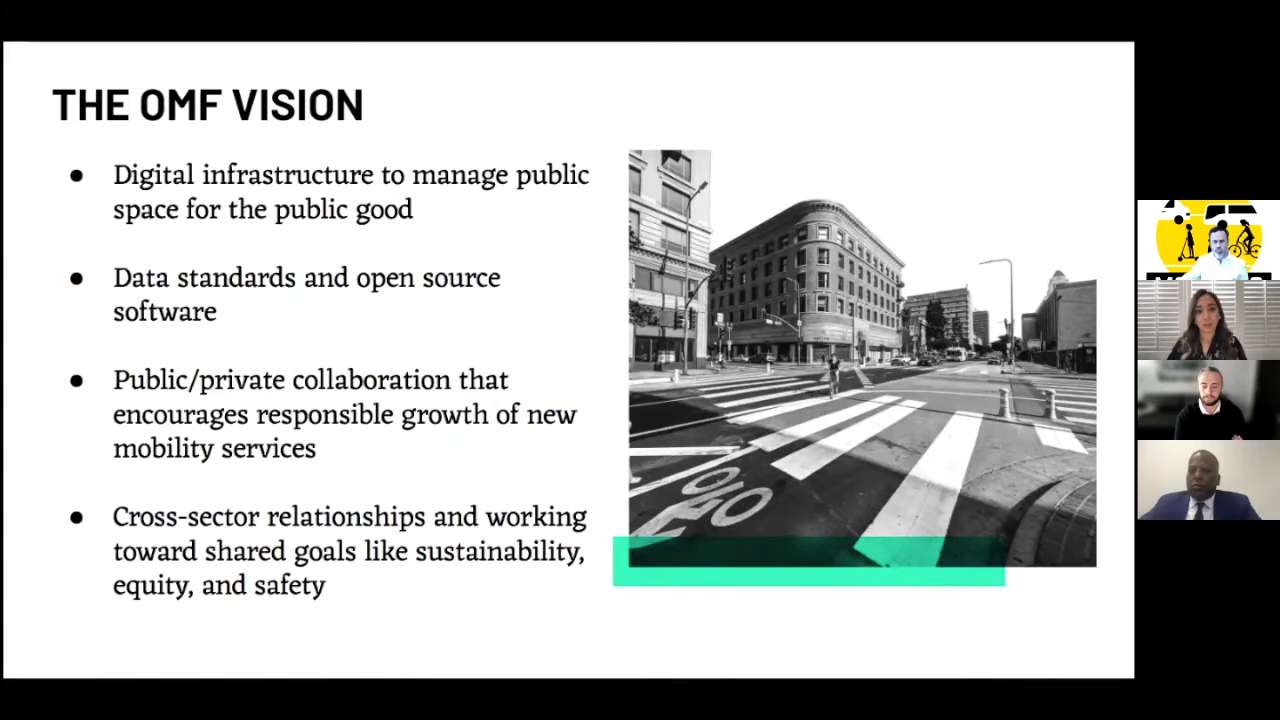 THE OMF VISION
● Digital infrastructure to manage public
space for the public good
● Data standards and open source
software
● Public/private collaboration that
encourages responsible growth of new
mobility services
● Cross-sector relationships and working
toward shared goals like sustainability,
equity, and safety